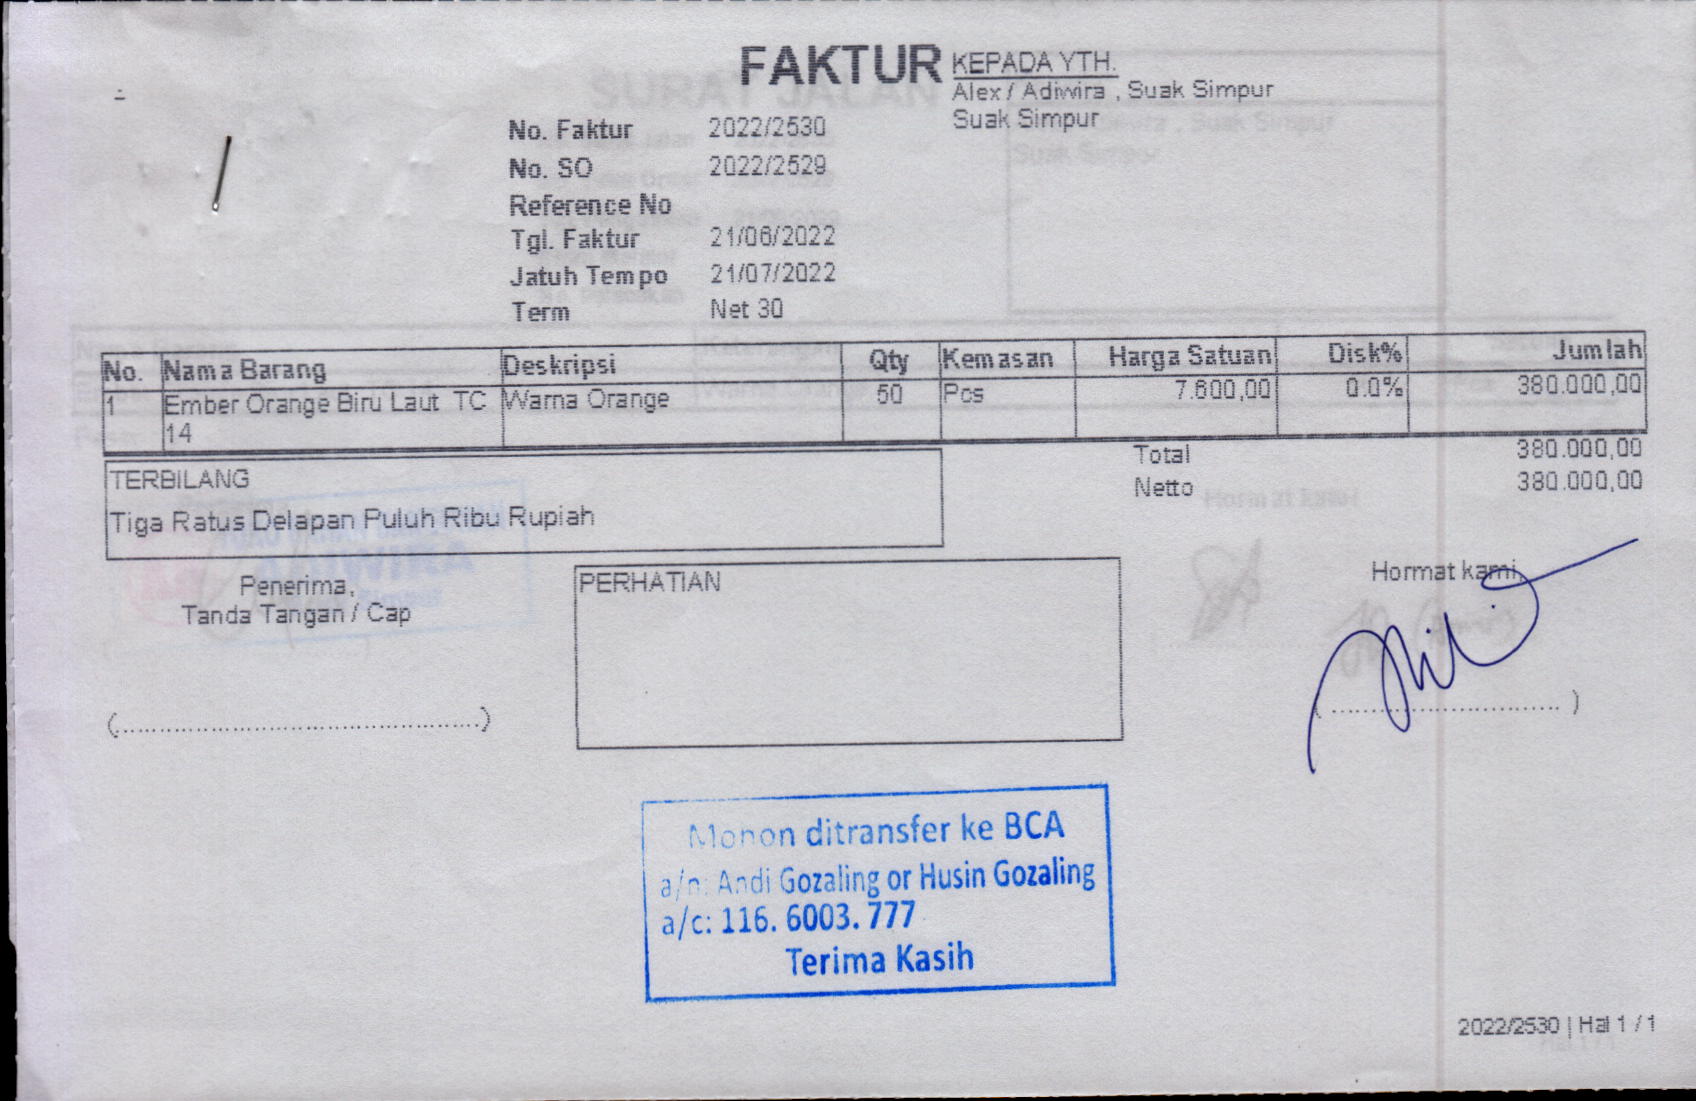 FAKTUR
KEPADA YTH.
Alex / Adiwira , Suak Simpur
Suak Simpur
No. Faktur 2022/2530
No. SO 2022/2529
Reference No
Tgl. Faktur 21/06/2022
Jatuh Tempo 21/07/2022
Term Net 30
No. Nama Barang Deskripsi Qty Kemasan Harga Satuan Disk% Jumlah
1 Ember Orange Biru Laut TC Warna Orange 50 Pcs 7.600,00 0.0% 380.000,00
14
Total 380.000,00
Netto 380.000,00
TERBILANG
Tiga Ratus Delapan Puluh Ribu Rupiah
Penerima,
Tanda Tangan / Cap
PERHATIAN
Hormat kami,
(............................................)
(............................... )
Mohon ditransfer ke BCA
a/n: Andi Gozaling or Husin Gozaling
a/c: 116. 6003. 777
Terima Kasih
2022/2530 | Hal 1 / 1